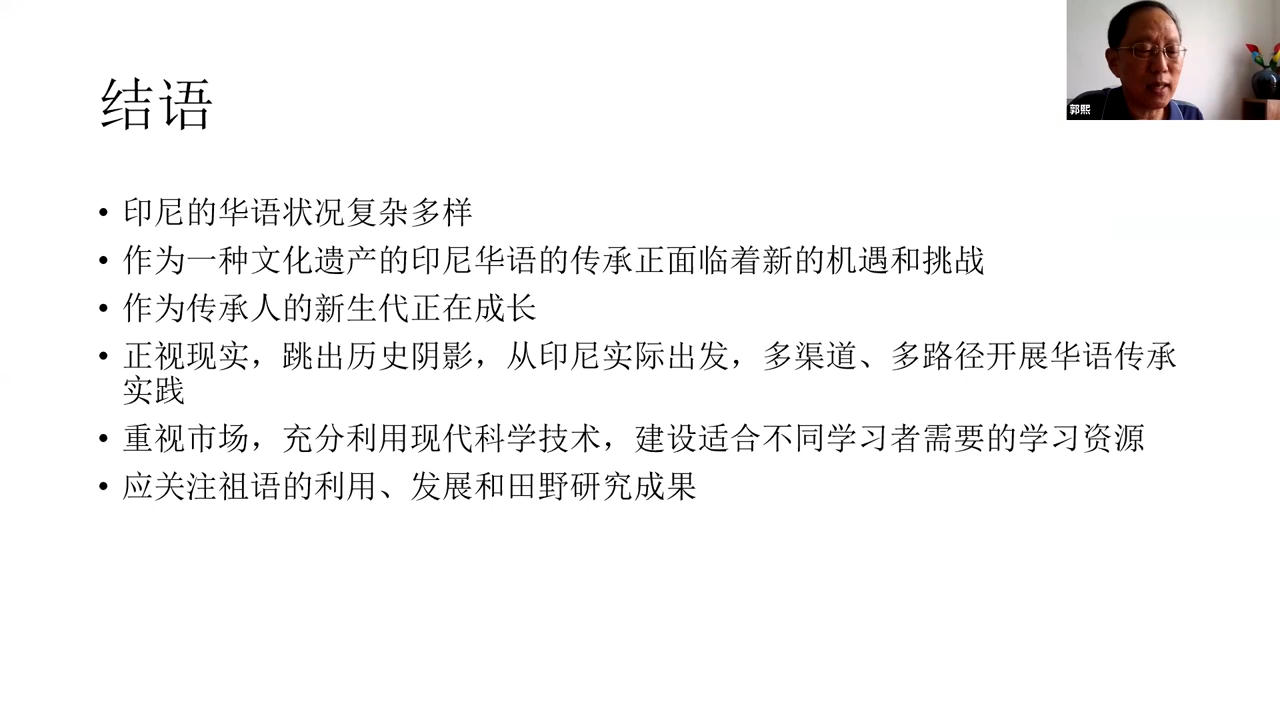 结语
郭熙
• 印尼的华语状况复杂多样
• 作为一种文化遗产的印尼华语的传承正面临着新的机遇和挑战
• 作为传承人的新生代正在成长
• 正视现实，跳出历史阴影，从印尼实际出发，多渠道、多路径开展华语传承
实践
• 重视市场，充分利用现代科学技术，建设适合不同学习者需要的学习资源
• 应关注祖语的利用、发展和田野研究成果